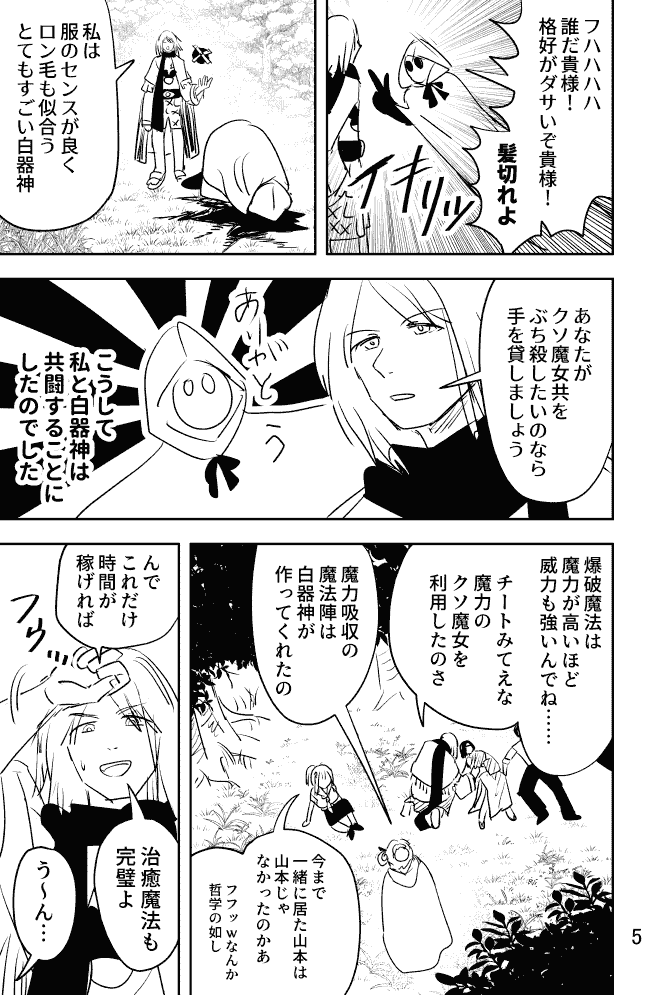 フハハハハ
誰だ貴様！
格好がダサいぞ貴様！
髪切れよ
イキリッ
私は
服のセンスが良く
ロン毛も似合う
とてもすごい白器神
あなたが
クソ魔女共を
ぶち殺したいのなら
手を貸しましょう
ありがと
う
こうして
私と白器神は
共闘することに
したのでした
爆破魔法は
魔力が高いほど
威力も強いんでね……
チートみてえな
魔力の
クソ魔女を
利用したのさ
魔力吸収の
魔法陣は
白器神が
作ってくれたの
今まで
一緒に居た山本は
山本じゃ
なかったのかあ
フフッｗなんか
哲学の如し
んで
これだけ
時間が
稼げれば
フウッ
治癒魔法も
完璧よ
う〜ん…
5